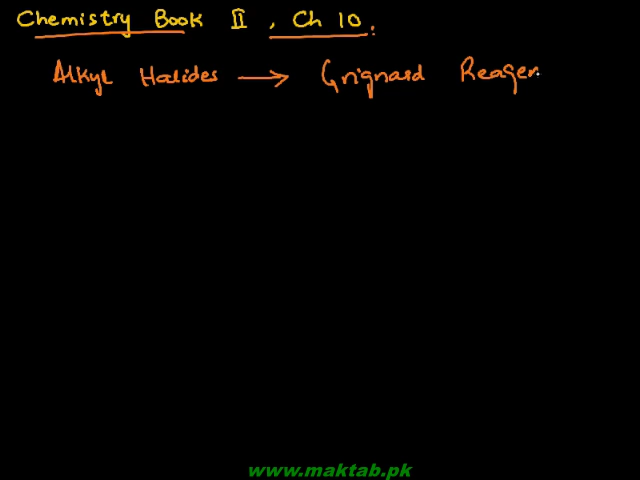 Chemistry Book II , Ch 10.
Alkyl Halides → Grignard Reagen
www.maktab.pk